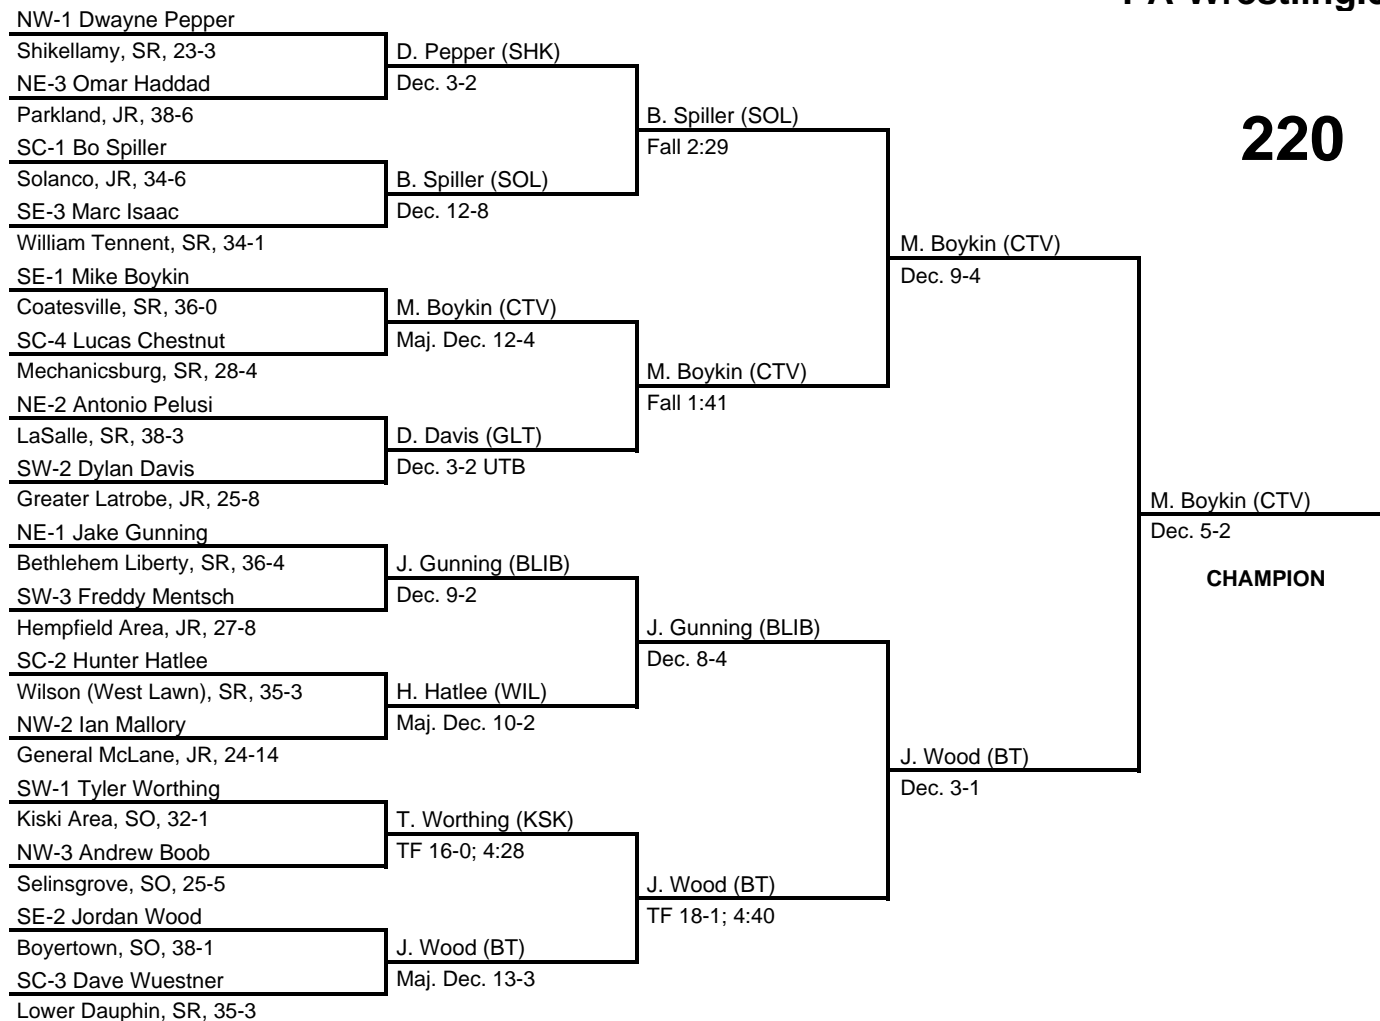 NW-1 Dwayne Pepper
Shikellamy, SR, 23-3
NE-3 Omar Haddad
Parkland, JR, 38-6
SC-1 Bo Spiller
Solanco, JR, 34-6
SE-3 Marc Isaac
William Tennent, SR, 34-1
SE-1 Mike Boykin
Coatesville, SR, 36-0
SC-4 Lucas Chestnut
Mechanicsburg, SR, 28-4
NE-2 Antonio Pelusi
LaSalle, SR, 38-3
SW-2 Dylan Davis
Greater Latrobe, JR, 25-8
NE-1 Jake Gunning
Bethlehem Liberty, SR, 36-4
SW-3 Freddy Mentsch
Hempfield Area, JR, 27-8
SC-2 Hunter Hatlee
Wilson (West Lawn), SR, 35-3
NW-2 Ian Mallory
General McLane, JR, 24-14
SW-1 Tyler Worthing
Kiski Area, SO, 32-1
NW-3 Andrew Boob
Selinsgrove, SO, 25-5
SE-2 Jordan Wood
Boyertown, SO, 38-1
SC-3 Dave Wuestner
Lower Dauphin, SR, 35-3
D. Pepper (SHK)
Dec. 3-2
B. Spiller (SOL)
Dec. 12-8
M. Boykin (CTV)
Maj. Dec. 12-4
D. Davis (GLT)
Dec. 3-2 UTB
J. Gunning (BLIB)
Dec. 9-2
H. Hatlee (WIL)
Maj. Dec. 10-2
T. Worthing (KSK)
TF 16-0; 4:28
J. Wood (BT)
Maj. Dec. 13-3
B. Spiller (SOL)
Fall 2:29
M. Boykin (CTV)
Fall 1:41
J. Gunning (BLIB)
Dec. 8-4
J. Wood (BT)
TF 18-1; 4:40
M. Boykin (CTV)
Dec. 9-4
J. Wood (BT)
Dec. 3-1
220
M. Boykin (CTV)
Dec. 5-2
CHAMPION